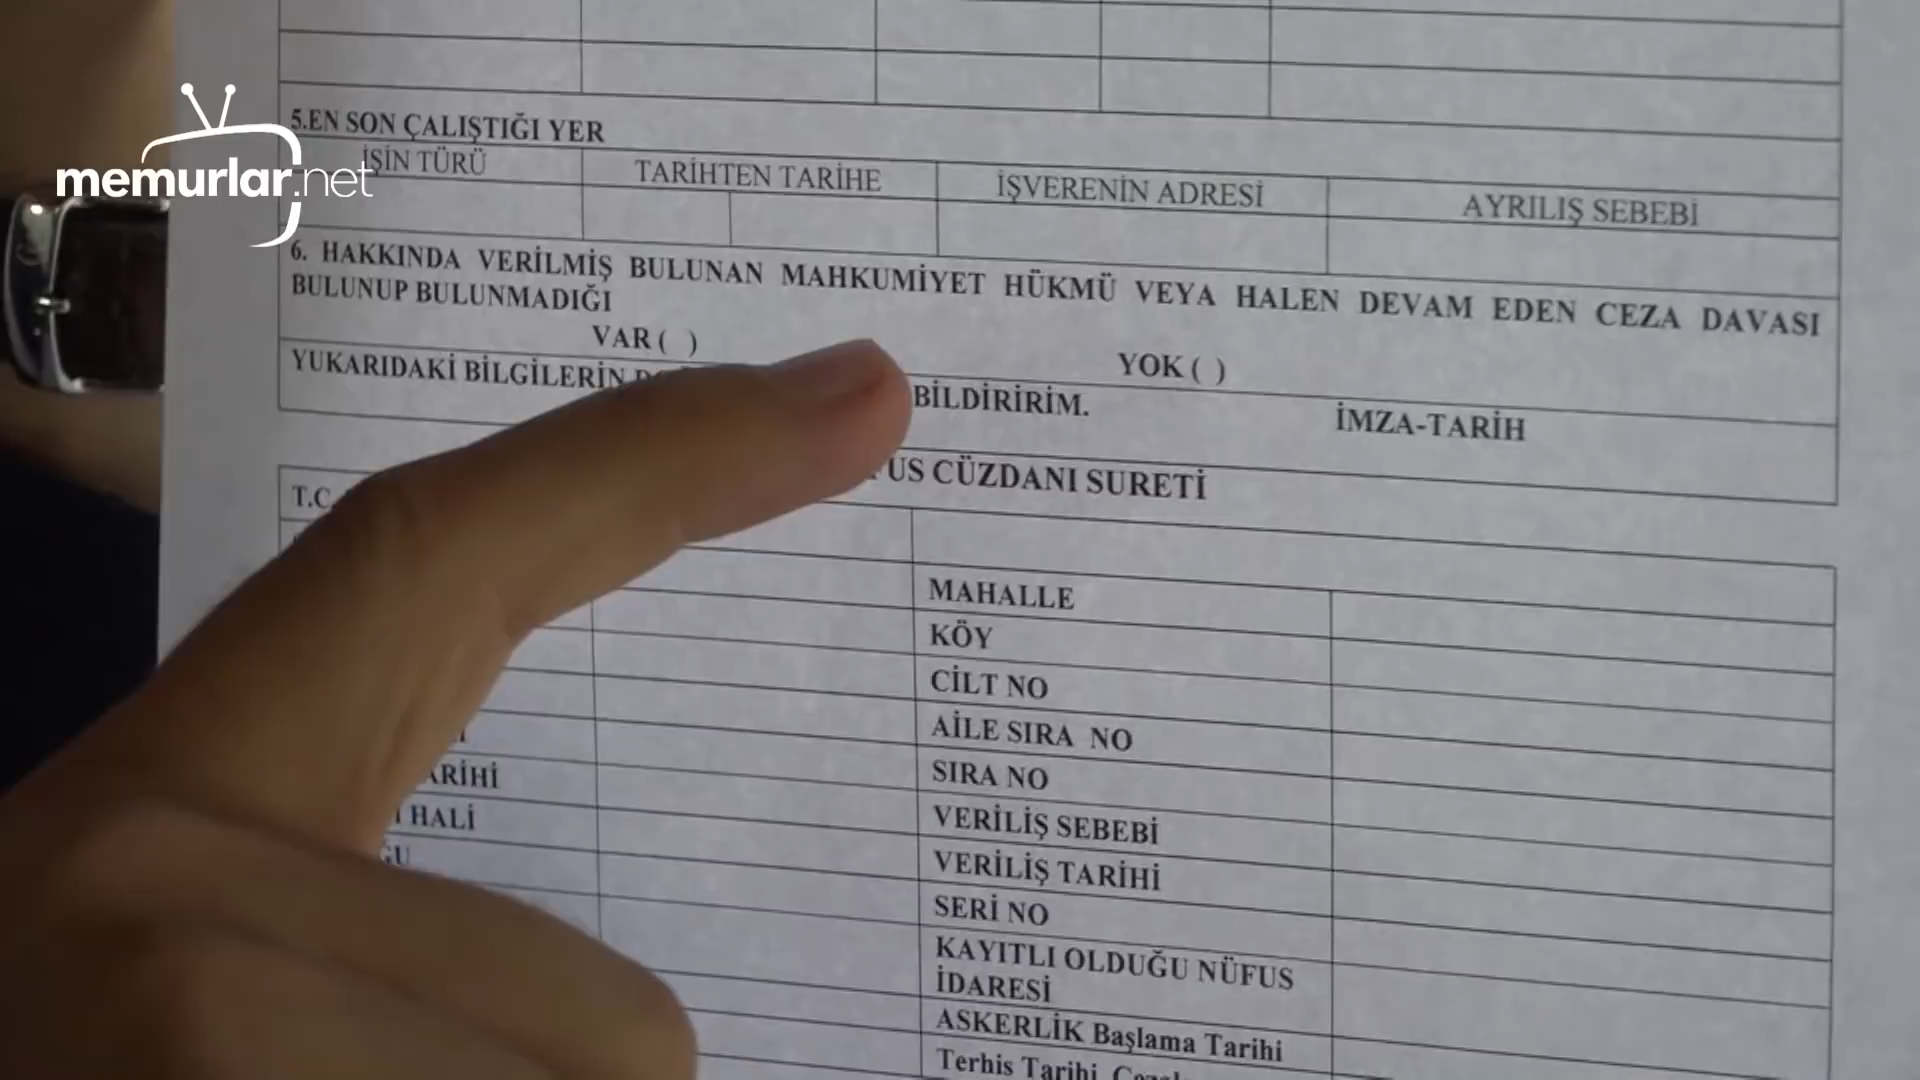 memurlar.net
5.EN SON ÇALIŞTIĞI YER
İŞİN TÜRÜ TARİHTEN TARİHE İŞVERENİN ADRESİ AYRILIŞ SEBEBİ
6. HAKKINDA VERİLMİŞ BULUNAN MAHKUMİYET HÜKMÜ VEYA HALEN DEVAM EDEN CEZA DAVASI
BULUNUP BULUNMADIĞI
VAR ( ) YOK ( )
YUKARIDAKİ BİLGİLERİN BİLDİRİRİM. İMZA-TARİH
CÜZDANI SURETİ
T.C.
MAHALLE
KÖY
CİLT NO
AİLE SIRA NO
SIRA NO
HALİ VERİLİŞ SEBEBİ
VERİLİŞ TARİHİ
SERİ NO
KAYITLI OLDUĞU NÜFUS
İDARESİ
ASKERLİK Başlama Tarihi
Terhis Tarihi